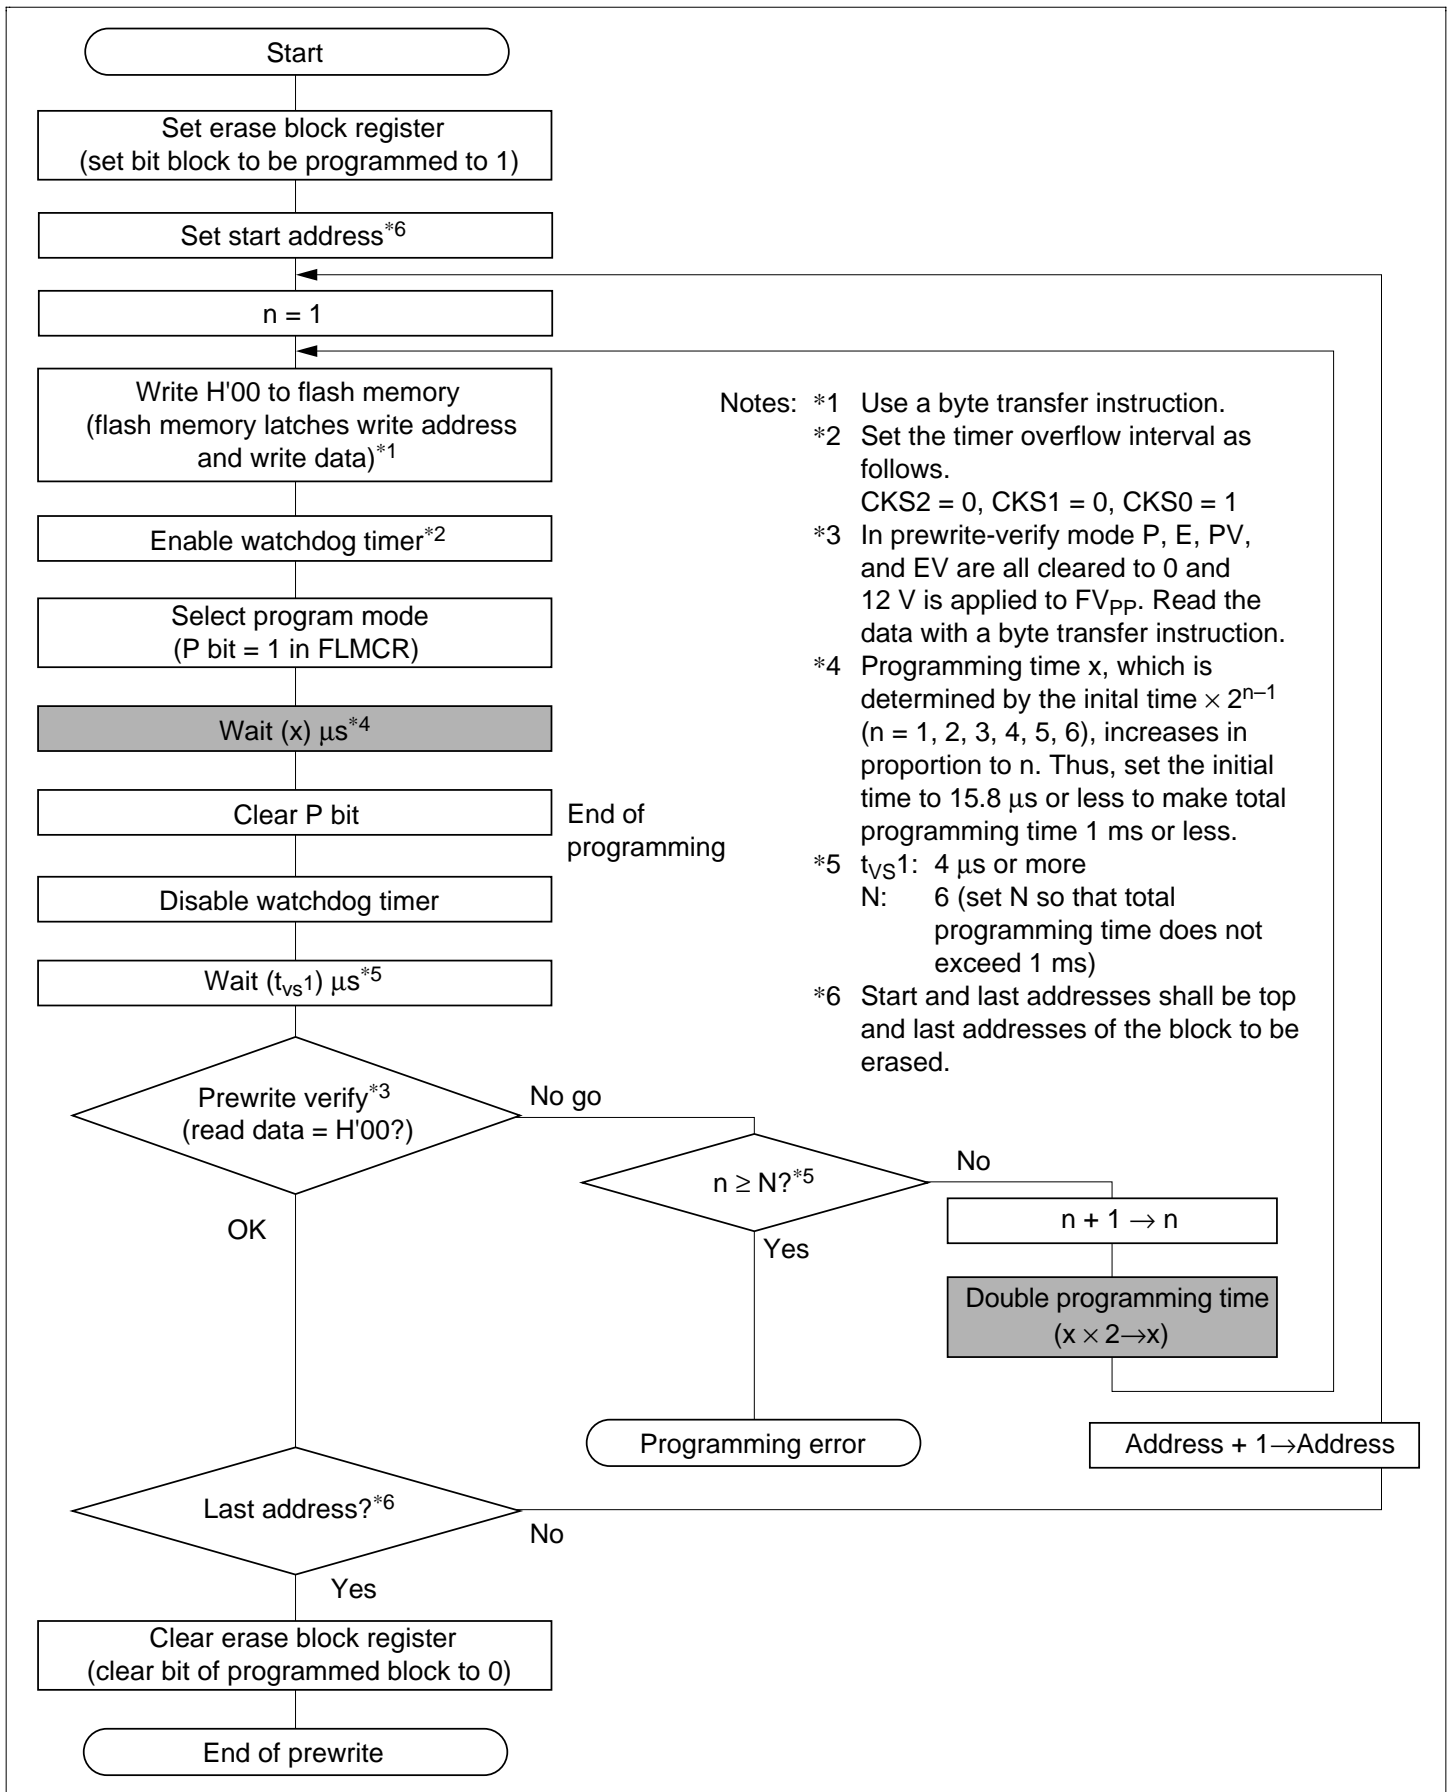 Start
Set erase block register
(set bit block to be programmed to 1)
Set start address*6
n = 1
Write H'00 to flash memory
(flash memory latches write address
and write data)*1
Enable watchdog timer*2
Select program mode
(P bit = 1 in FLMCR)
Wait (x) μs*4
Clear P bit
End of
programming
Disable watchdog timer
Wait (tvs1) μs*5
Notes: *1 Use a byte transfer instruction.
*2 Set the timer overflow interval as
follows.
CKS2 = 0, CKS1 = 0, CKS0 = 1
*3 In prewrite-verify mode P, E, PV,
and EV are all cleared to 0 and
12 V is applied to FVPP. Read the
data with a byte transfer instruction.
*4 Programming time x, which is
determined by the inital time × 2n–1
(n = 1, 2, 3, 4, 5, 6), increases in
proportion to n. Thus, set the initial
time to 15.8 μs or less to make total
programming time 1 ms or less.
*5 tVS1: 4 μs or more
N: 6 (set N so that total
programming time does not
exceed 1 ms)
*6 Start and last addresses shall be top
and last addresses of the block to be
erased.
Prewrite verify*3
(read data = H'00?)
No go
OK
n ≥ N?*5
No
Yes
n + 1 → n
Double programming time
(x × 2→x)
Programming error
Address + 1→Address
Last address?*6
No
Yes
Clear erase block register
(clear bit of programmed block to 0)
End of prewrite